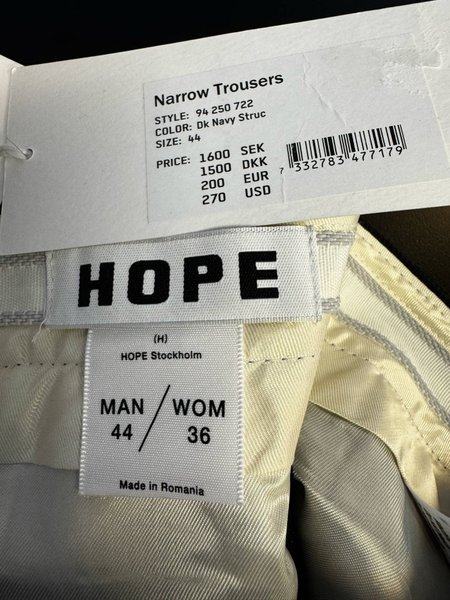 Narrow Trousers
STYLE: 94 250 722
COLOR: Dk Navy Struc
SIZE: 44
PRICE: 1600 SEK
1500 DKK
200 EUR
270 USD
7 332783 477179
HOPE
(H)
HOPE Stockholm
MAN / WOM
44 36
Made in Romania